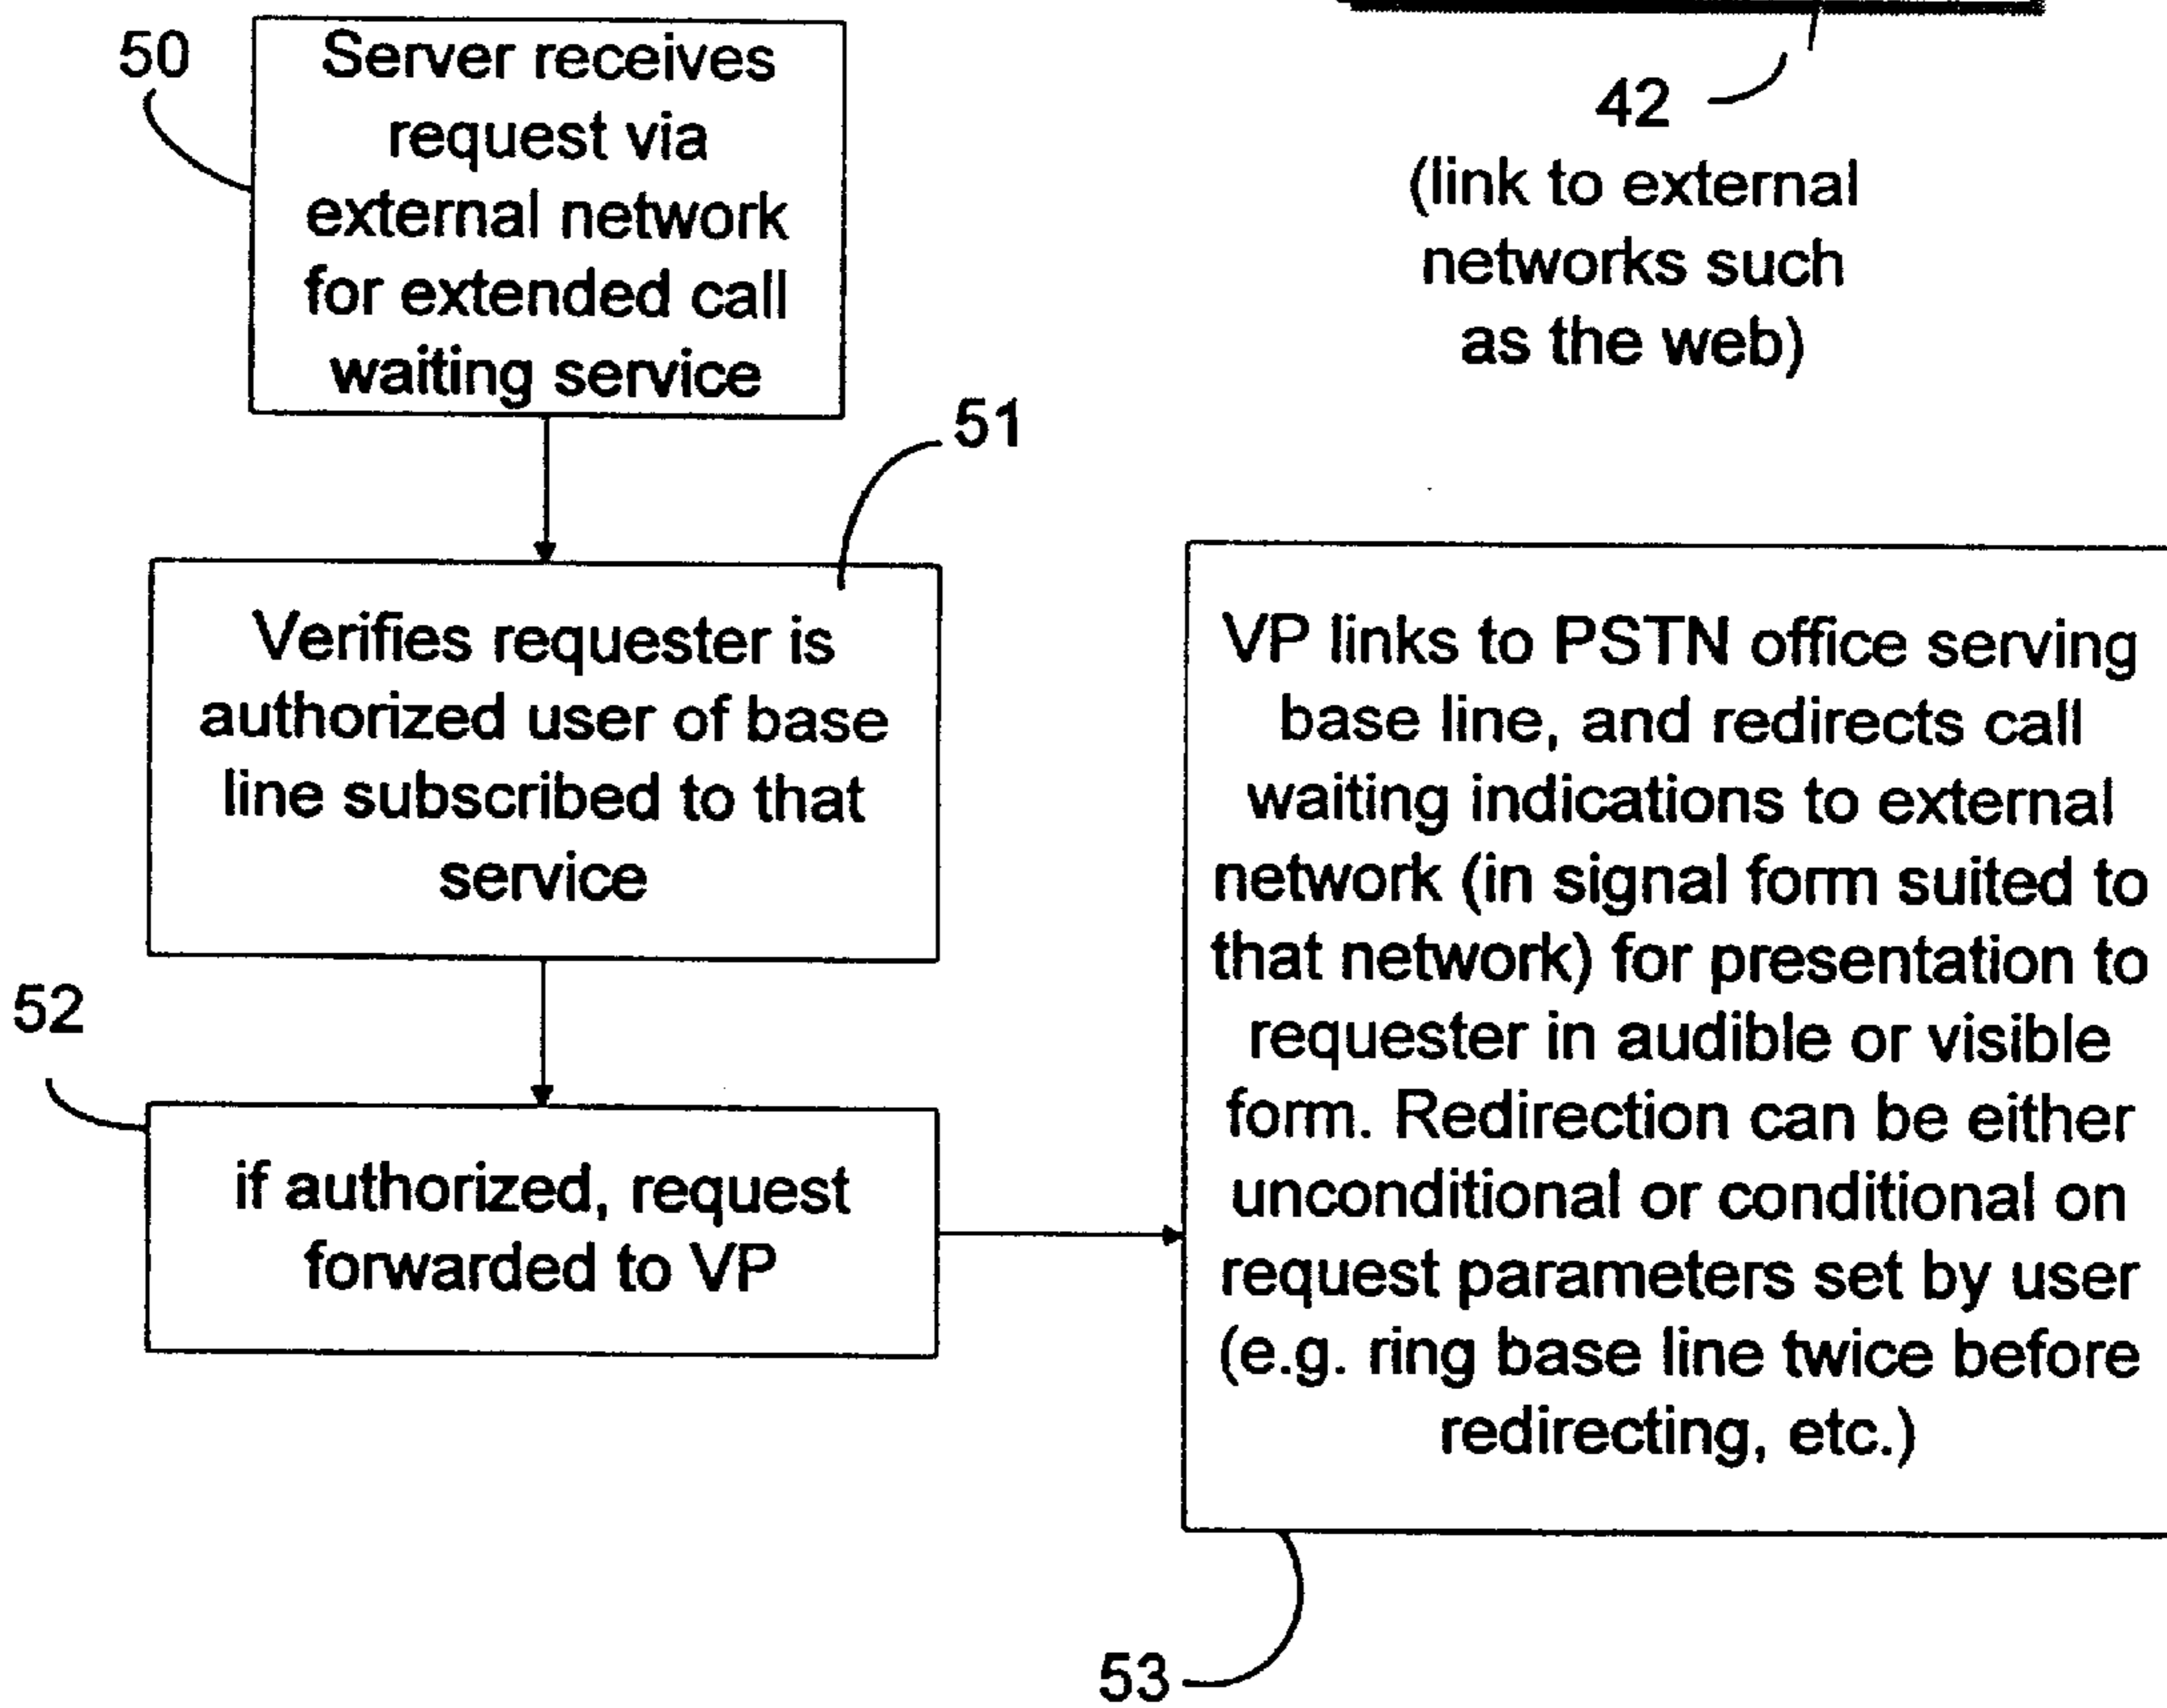 50
Server receives
request via
external network
for extended call
waiting service
42
(link to external
networks such
as the web)
51
Verifies requester is
authorized user of base
line subscribed to that
service
52
if authorized, request
forwarded to VP
VP links to PSTN office serving
base line, and redirects call
waiting indications to external
network (in signal form suited to
that network) for presentation to
requester in audible or visible
form. Redirection can be either
unconditional or conditional on
request parameters set by user
(e.g. ring base line twice before
redirecting, etc.)
53